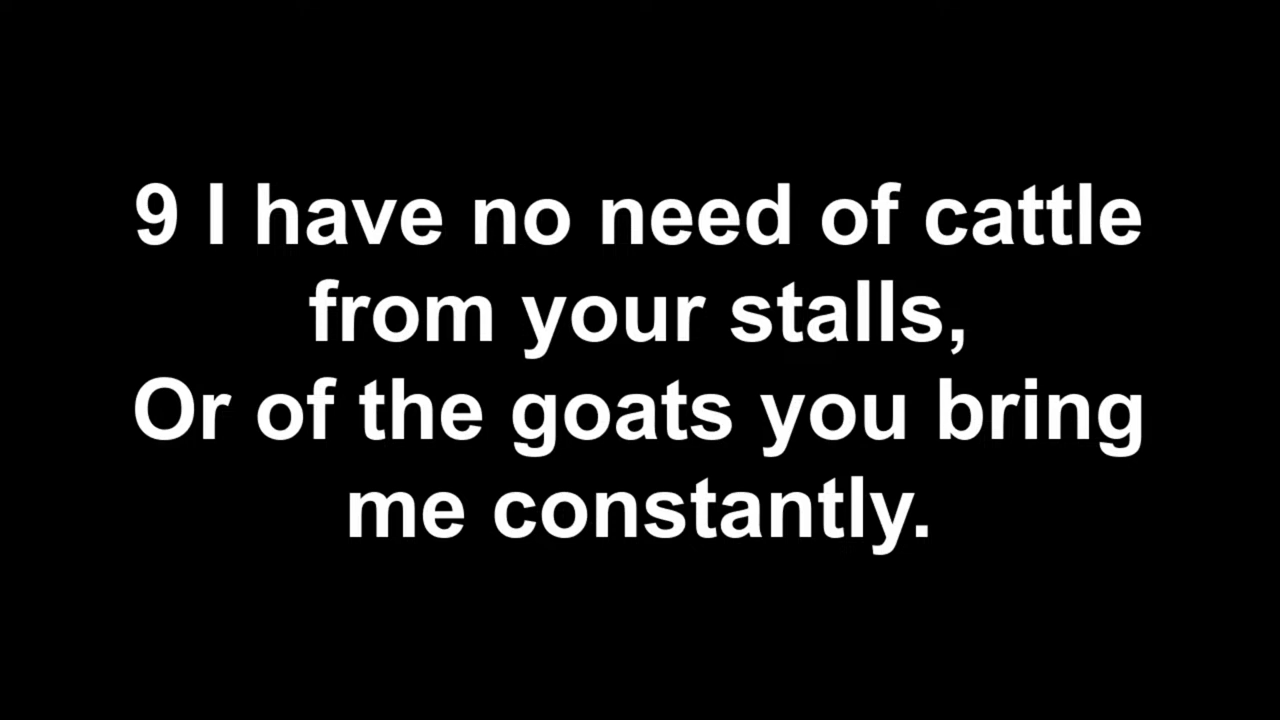 9 I have no need of cattle
from your stalls,
Or of the goats you bring
me constantly.